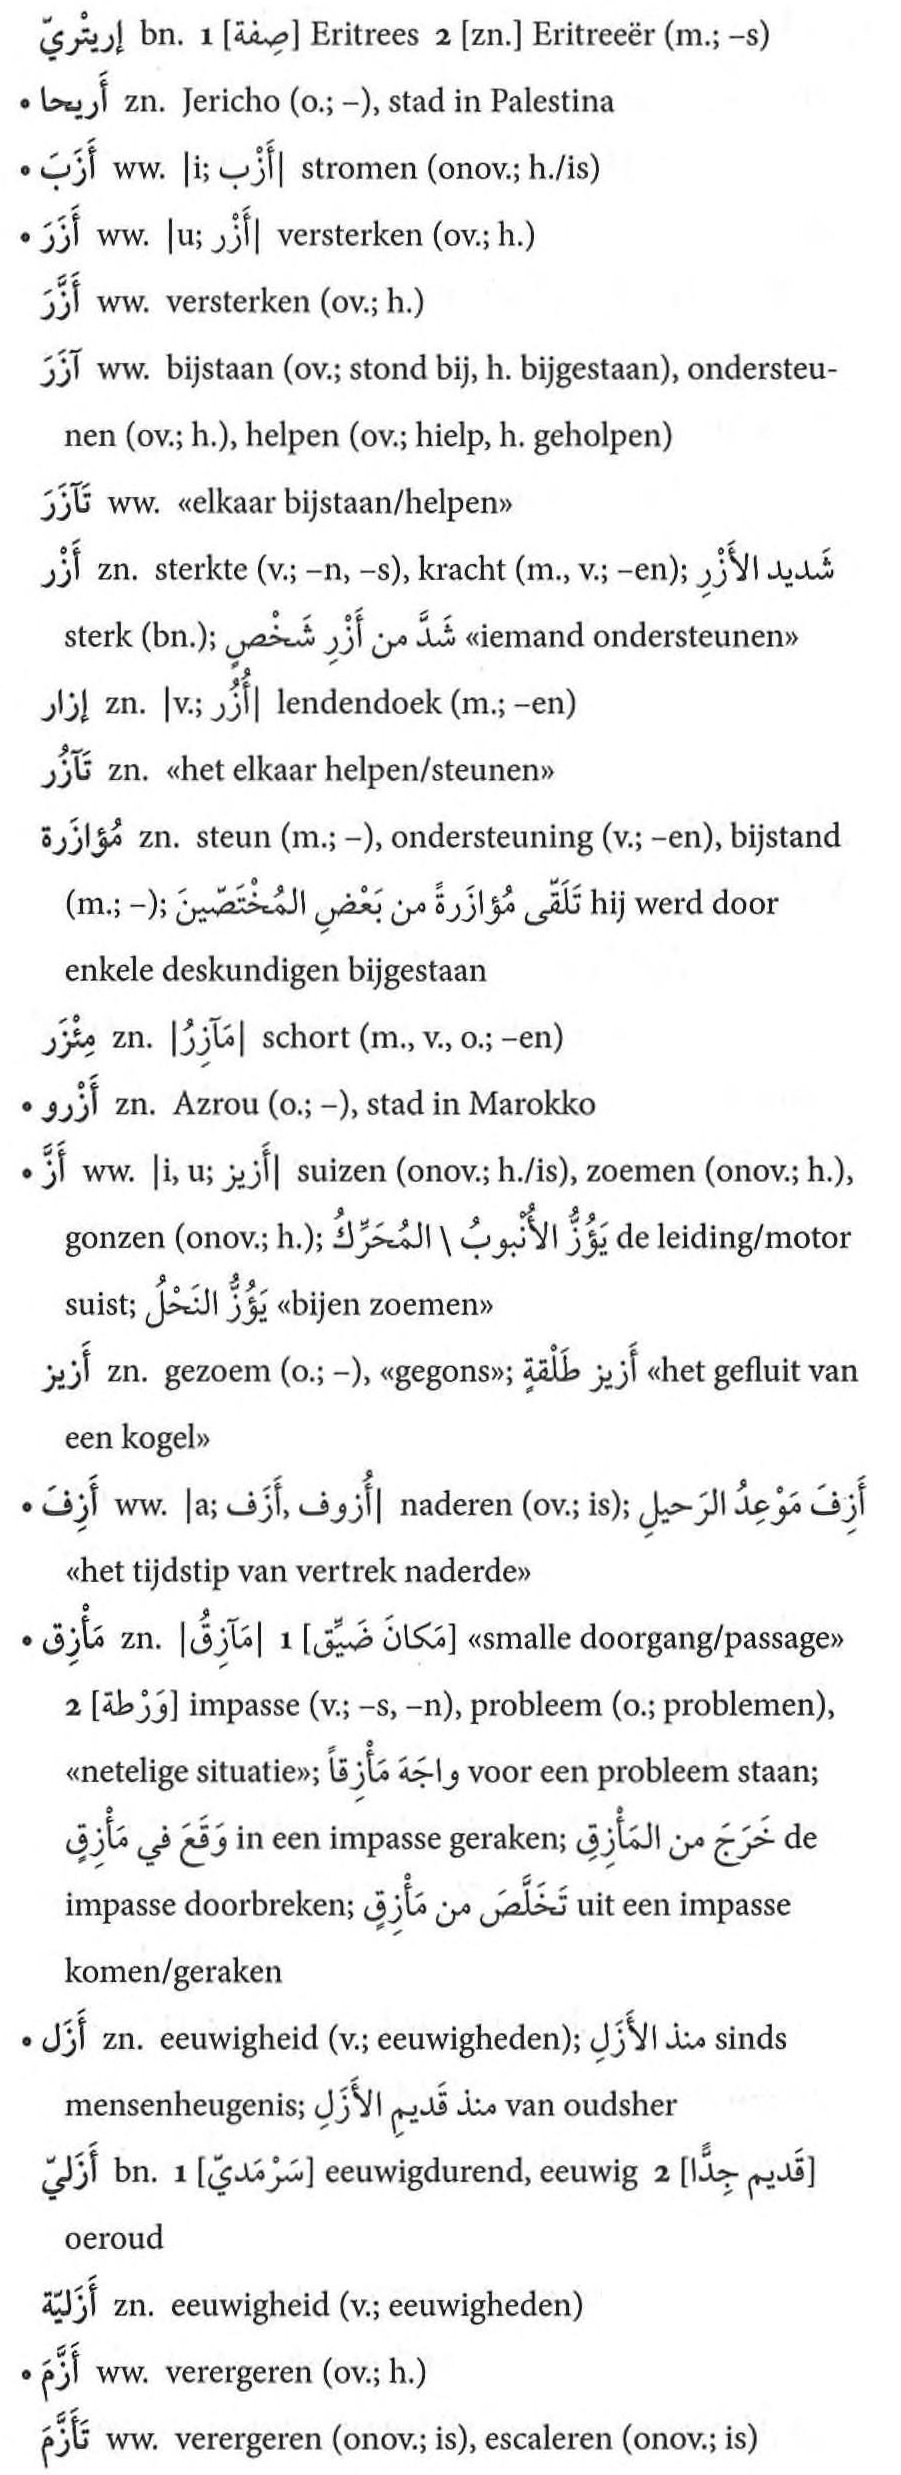 إريتْريّ bn. 1 [صِفة] Eritrees 2 [zn.] Eritreeër (m.; –s)
• أَريحا zn. Jericho (o.; –), stad in Palestina
• أَزَبَ ww. |i; أَزْب| stromen (onov.; h./is)
• أَزَرَ ww. |u; أَزْر| versterken (ov.; h.)
أَزَّرَ ww. versterken (ov.; h.)
آزَرَ ww. bijstaan (ov.; stond bij, h. bijgestaan), ondersteu-
nen (ov.; h.), helpen (ov.; hielp, h. geholpen)
تَآزَرَ ww. «elkaar bijstaan/helpen»
أَزْر zn. sterkte (v.; –n, –s), kracht (m., v.; –en); شَديد الأَزْرِ
sterk (bn.); شَدَّ من أَزْرِ شَخْصٍ «iemand ondersteunen»
إزار zn. |v.; أُزُر| lendendoek (m.; –en)
تَآزُر zn. «het elkaar helpen/steunen»
مُؤازَرة zn. steun (m.; –), ondersteuning (v.; –en), bijstand
(m.; –); تَلَقّى مُؤازَرةً من بَعْضِ المُخْتَصّينَ hij werd door
enkele deskundigen bijgestaan
مِئْزَر zn. |مَآزِرُ| schort (m., v., o.; –en)
• أَزْرو zn. Azrou (o.; –), stad in Marokko
• أَزَّ ww. |i, u; أَزيز| suizen (onov.; h./is), zoemen (onov.; h.),
gonzen (onov.; h.); يَؤُزُّ الأُنْبوبُ \ المُحَرِّكُ de leiding/motor
suist; يَؤُزُّ النَحْلُ «bijen zoemen»
أَزيز zn. gezoem (o.; –), «gegons»; أَزيز طَلْقةٍ «het gefluit van
een kogel»
• أَزِفَ ww. |a; أَزَف, أُزوف| naderen (ov.; is); أَزِفَ مَوْعِدُ الرَحيلِ
«het tijdstip van vertrek naderde»
• مَأْزِق zn. |مَآزِقُ| 1 [مَكانَ ضَيِّق] «smalle doorgang/passage»
2 [وَرْطة] impasse (v.; –s, –n), probleem (o.; problemen),
«netelige situatie»; واجَهَ مَأْزِقاً voor een probleem staan;
وَقَعَ في مَأْزِقٍ in een impasse geraken; خَرَجَ من المَأْزِقِ de
impasse doorbreken; تَخَلَّصَ من مَأْزِقٍ uit een impasse
komen/geraken
• أَزَل zn. eeuwigheid (v.; eeuwigheden); منذ الأَزَلِ sinds
mensenheugenis; منذ قَديمِ الأَزَلِ van oudsher
أَزَليّ bn. 1 [سَرْمَديّ] eeuwigdurend, eeuwig 2 [قَديم جِدًّا]
oeroud
أَزَليّة zn. eeuwigheid (v.; eeuwigheden)
• أَزَّمَ ww. verergeren (ov.; h.)
تَأَزَّمَ ww. verergeren (onov.; is), escaleren (onov.; is)